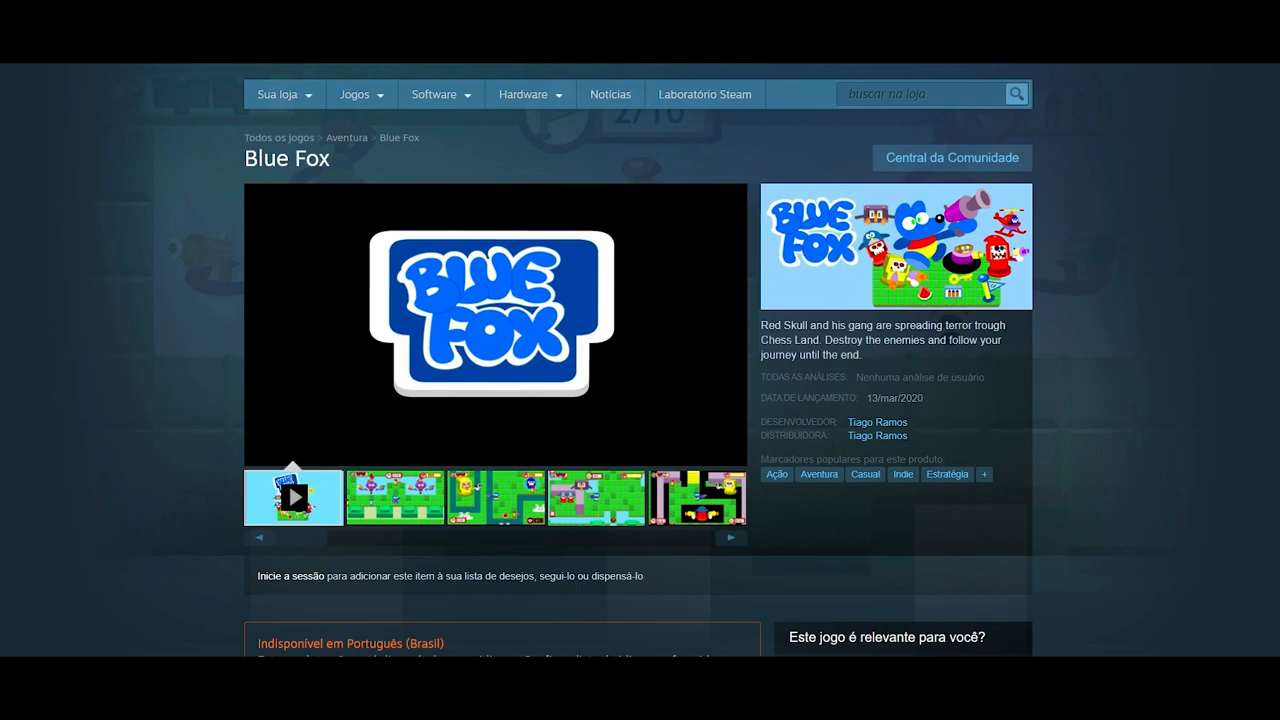 Sua loja
Jogos
Software
Hardware
Notícias
Laboratório Steam
buscar na loja
2/10
Todos os jogos > Aventura > Blue Fox
Blue Fox
Central da Comunidade
BLUE
FOX
BLUE
FOX
Red Skull and his gang are spreading terror trough
Chess Land. Destroy the enemies and follow your
journey until the end.
TODAS AS ANÁLISES: Nenhuma análise de usuário
DATA DE LANÇAMENTO: 13/mar/2020
DESENVOLVEDOR: Tiago Ramos
DISTRIBUIDORA: Tiago Ramos
Marcadores populares para este produto:
Ação
Aventura
Casual
Indie
Estratégia
+
Inicie a sessão para adicionar este item à sua lista de desejos, segui-lo ou dispensá-lo
Indisponível em Português (Brasil)
Este jogo é relevante para você?